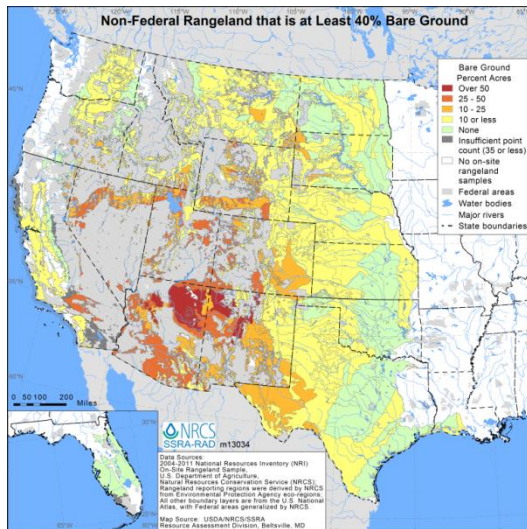 Non-Federal Rangeland that is at Least 40% Bare Ground
Bare Ground
Percent Acres
Over 50
25 - 50
10 - 25
10 or less
None
Insufficient point
count (35 or less)
No on-site
rangeland
samples
Federal areas
Water bodies
Major rivers
State boundaries
0 50 100 200
Miles
NRCS
SSRA-RAD
m13034
Data Sources:
2004-2011 National Resources Inventory (NRI)
On-Site Rangeland Sample,
U.S. Department of Agriculture,
Natural Resources Conservation Service (NRCS);
Rangeland reporting regions were derived by NRCS
from Environmental Protection Agency eco-regions.
All other boundary layers are from the U.S. National
Atlas, with Federal areas generalized by NRCS.
Map Source: USDA/NRCS/SSRA
Resource Assessment Division, Beltsville, MD